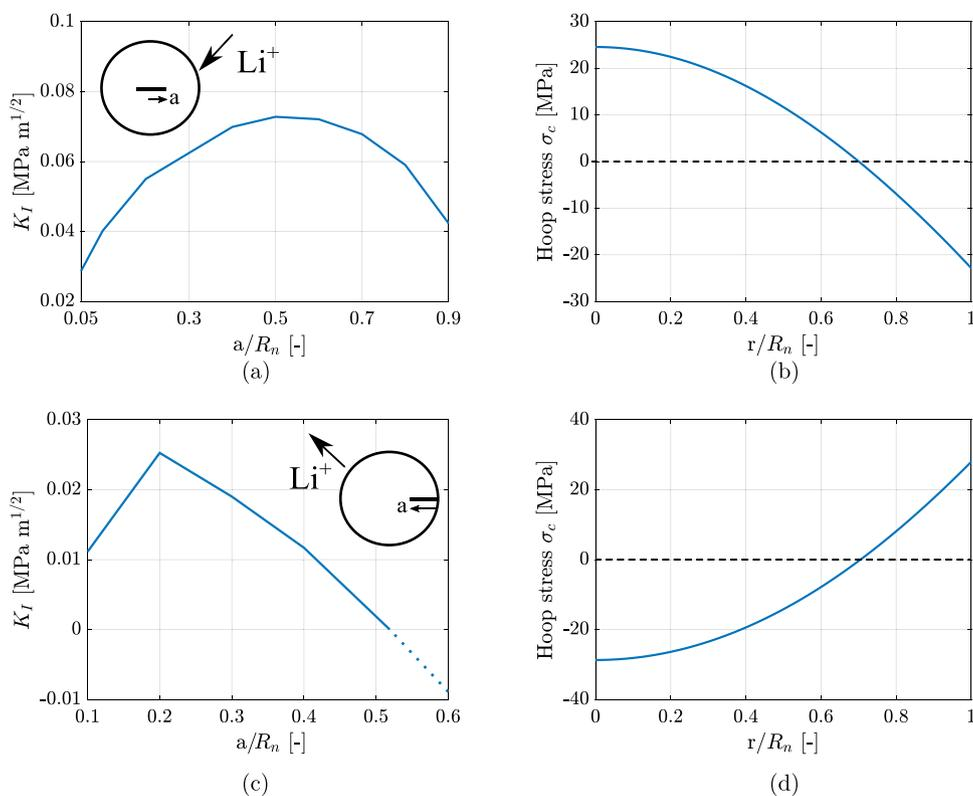 0.1
0.08
0.06
0.04
0.02
K_I [MPa m^{1/2}]
Li^+
a
0.05 0.3 0.5 0.7 0.9
a/R_n [-]
(a)
30
20
10
0
-10
-20
-30
Hoop stress σ_c [MPa]
0 0.2 0.4 0.6 0.8 1
r/R_n [-]
(b)
0.03
0.02
0.01
0
-0.01
K_I [MPa m^{1/2}]
Li^+
a
0.1 0.2 0.3 0.4 0.5 0.6
a/R_n [-]
(c)
40
20
0
-20
-40
Hoop stress σ_c [MPa]
0 0.2 0.4 0.6 0.8 1
r/R_n [-]
(d)